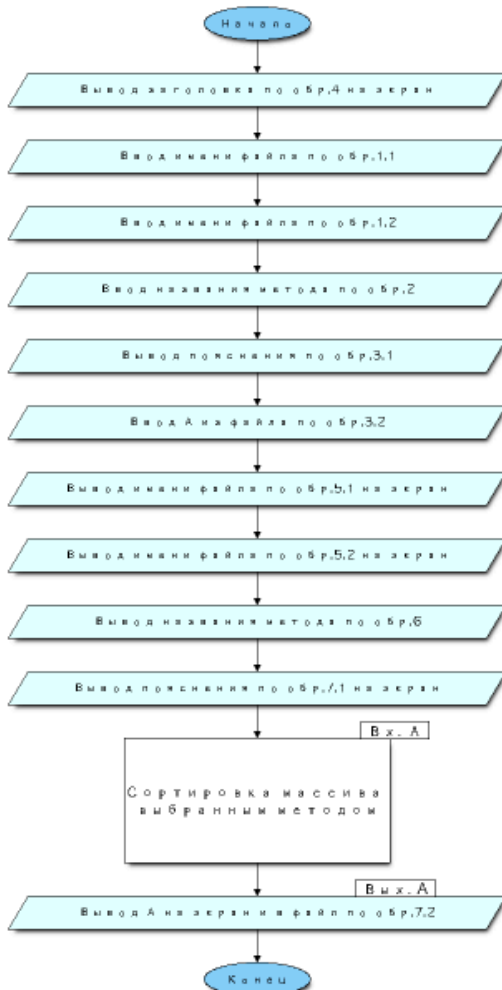 Начало
Вывод заголовка по обр.4 на экран
Ввод имени файла по обр.1.1
Ввод имени файла по обр.1.2
Ввод названия метода по обр.2
Вывод пояснания по обр.3.1
Ввод А из файла по обр.3.2
Вывод имени файла по обр.5.1 на экран
Вывод имени файла по обр.5.2 на экран
Вывод названия метода по обр.6
Вывод пояснания по обр.7.1 на экран
Вх. А
Сортировка массива
выбранным методом
Вых. А
Вывод А на экран и в файл по обр.7.2
Конец